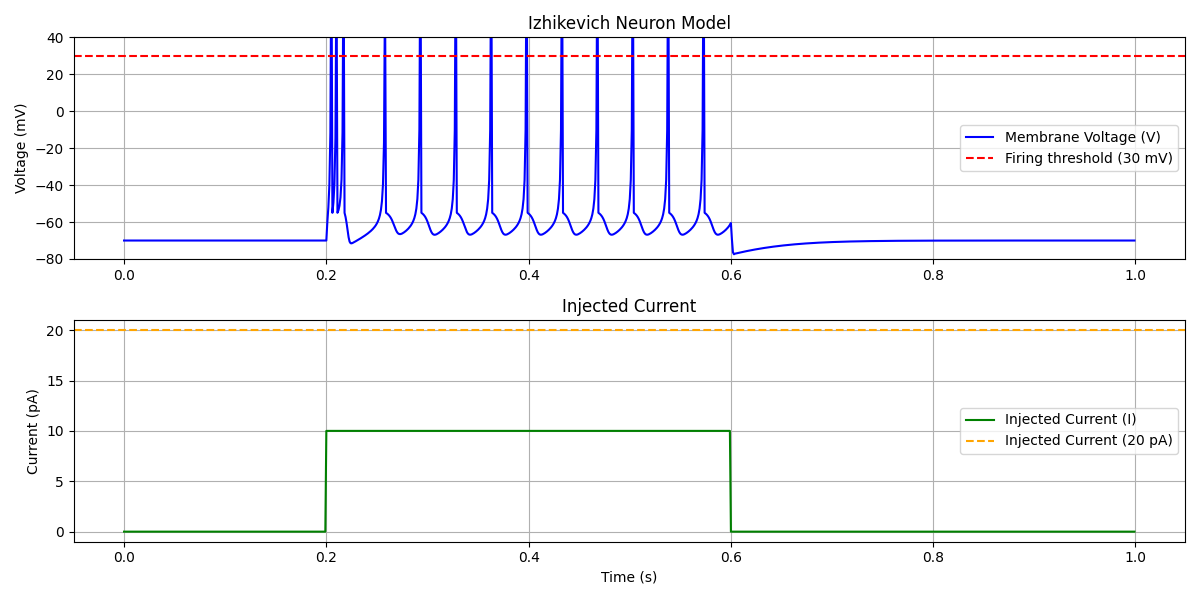 Izhikevich Neuron Model
Voltage (mV)
40
20
0
−20
−40
−60
−80
Membrane Voltage (V)
Firing threshold (30 mV)
0.0 0.2 0.4 0.6 0.8 1.0
Injected Current
Current (pA)
20
15
10
5
0
Injected Current (I)
Injected Current (20 pA)
0.0 0.2 0.4 0.6 0.8 1.0
Time (s)